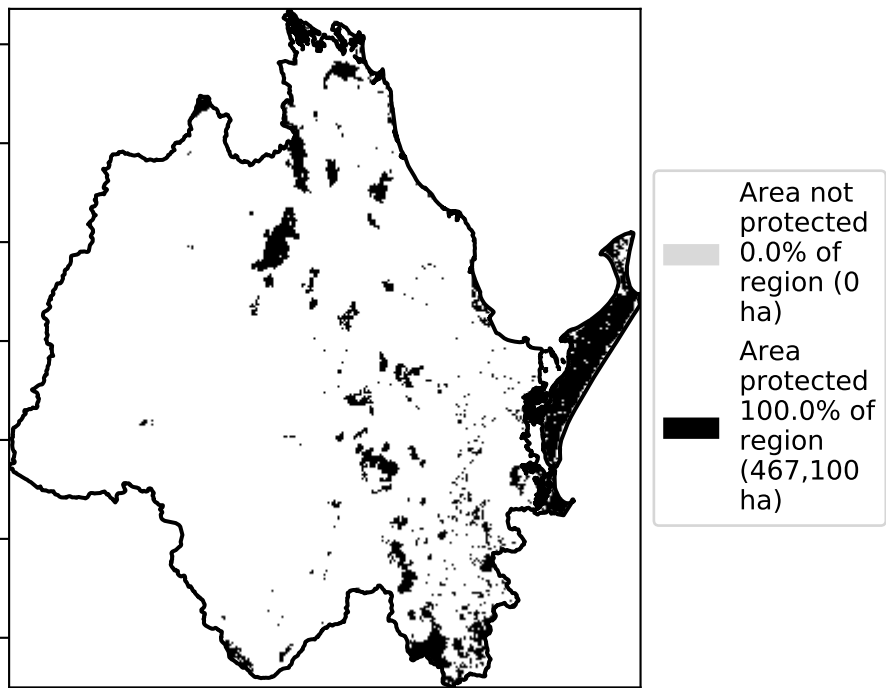 Area not
protected
0.0% of
region (0
ha)
Area
protected
100.0% of
region
(467,100
ha)